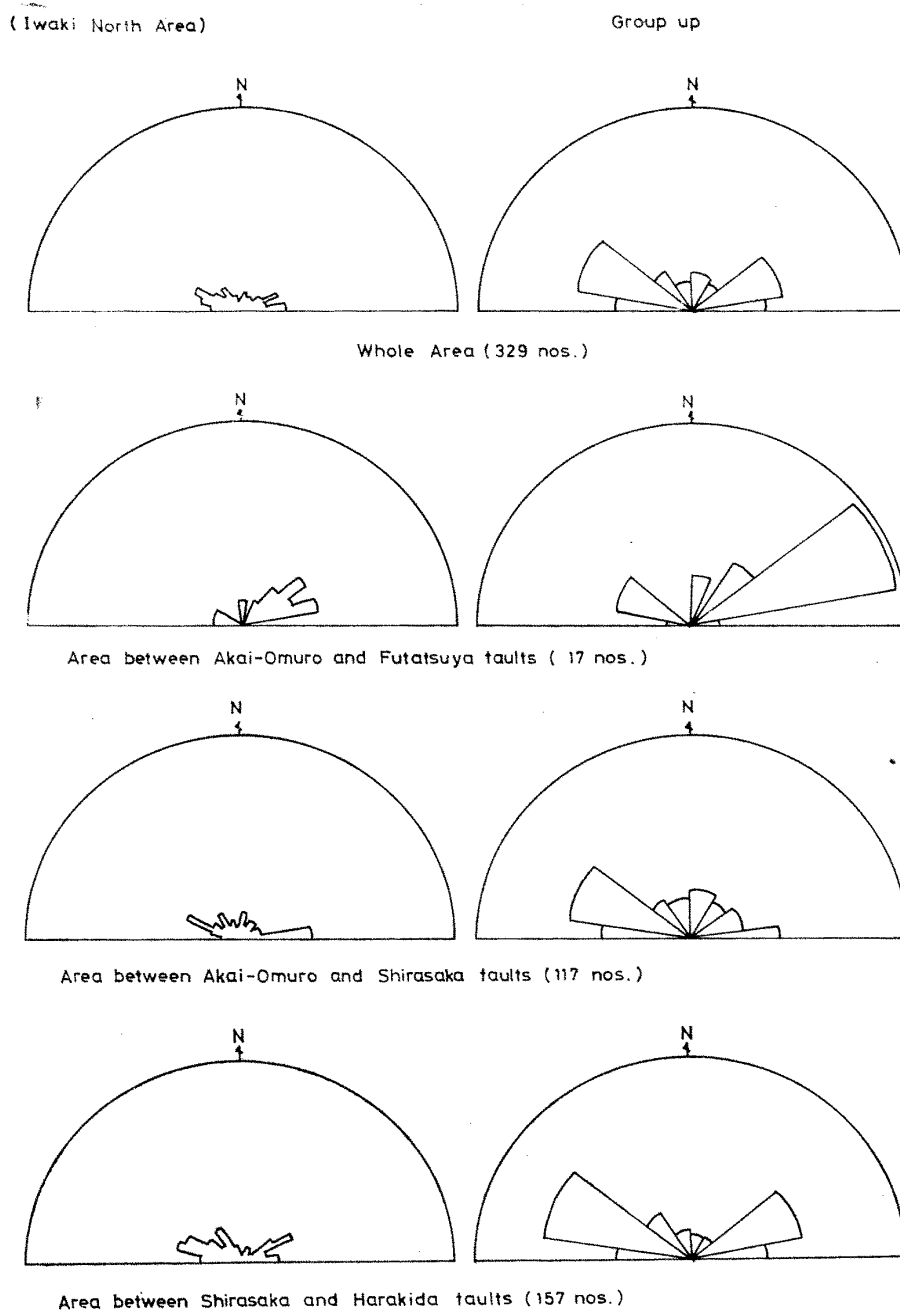 (Iwaki North Area) Group up
N N
Whole Area (329 nos.)
N N
Area between Akai-Omuro and Futatsuya taults ( 17 nos.)
N N
Area between Akai-Omuro and Shirasaka taults (117 nos.)
N N
Area between Shirasaka and Harakida taults (157 nos.)